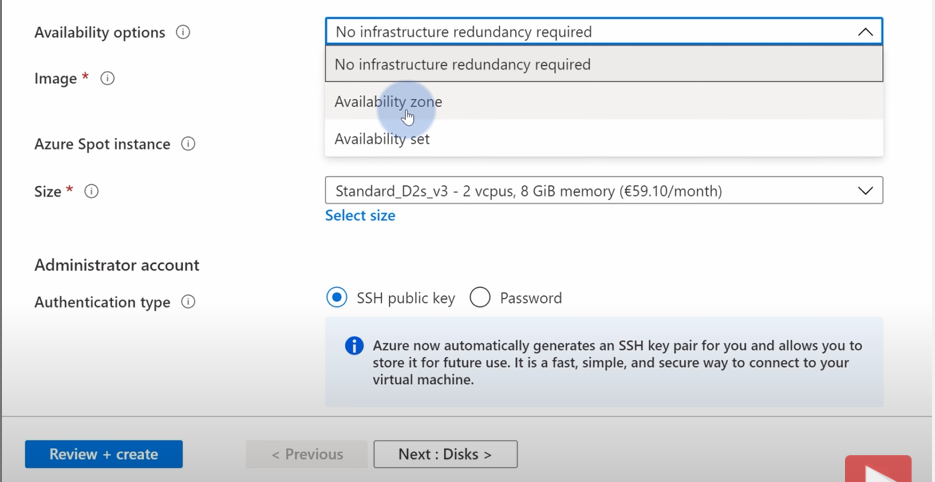 Availability options
No infrastructure redundancy required
No infrastructure redundancy required
Availability zone
Availability set
Image *
Azure Spot instance
Size *
Standard_D2s_v3 - 2 vcpus, 8 GiB memory (€59.10/month)
Select size
Administrator account
Authentication type
SSH public key
Password
Azure now automatically generates an SSH key pair for you and allows you to
store it for future use. It is a fast, simple, and secure way to connect to your
virtual machine.
Review + create
< Previous
Next : Disks >